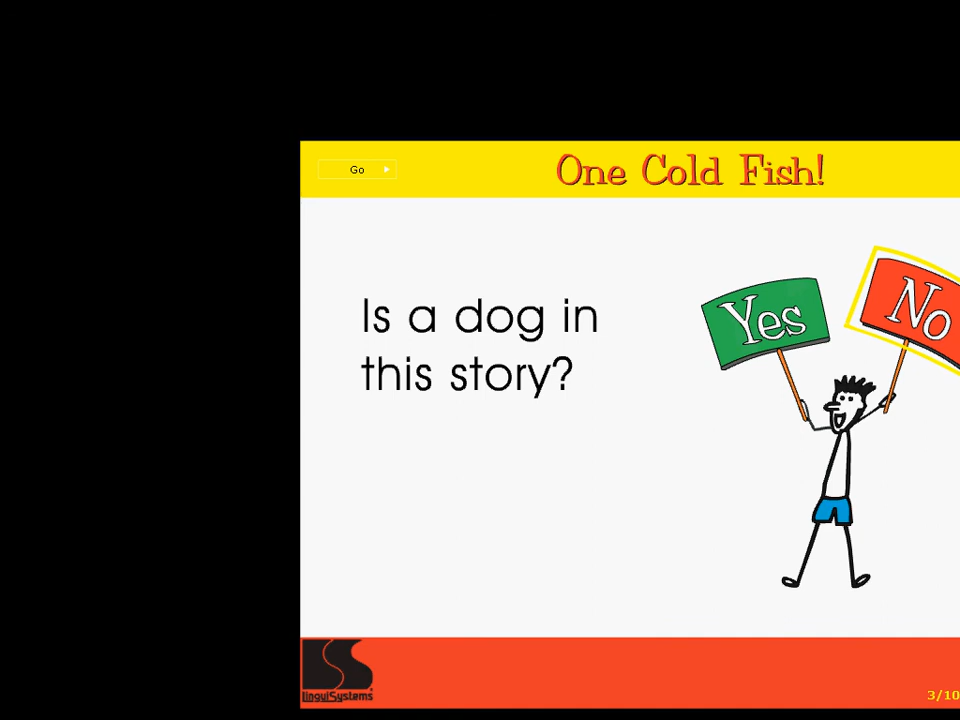 Go
One Cold Fish!
Yes
No
Is a dog in
this story?
LinguiSystems
3/10